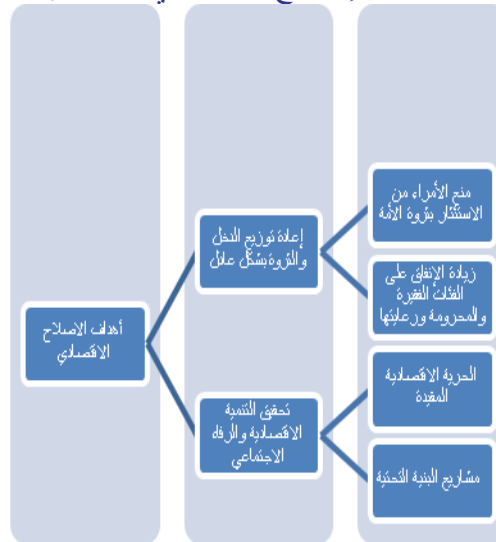 أهداف الاصلاح
الاقتصادي
إعادة توزيع الدخل
والثروة بشكل عادل
تحقيق التنمية
الاقتصادية والرفاه
الاجتماعي
منع الأمراء من
الاستئثار بثروة الأمة
زيادة الإنفاق على
الفئات الفقيرة
والمحرومة ورعايتها
الحرية الاقتصادية
المقيدة
مشاريع البنية التحتية